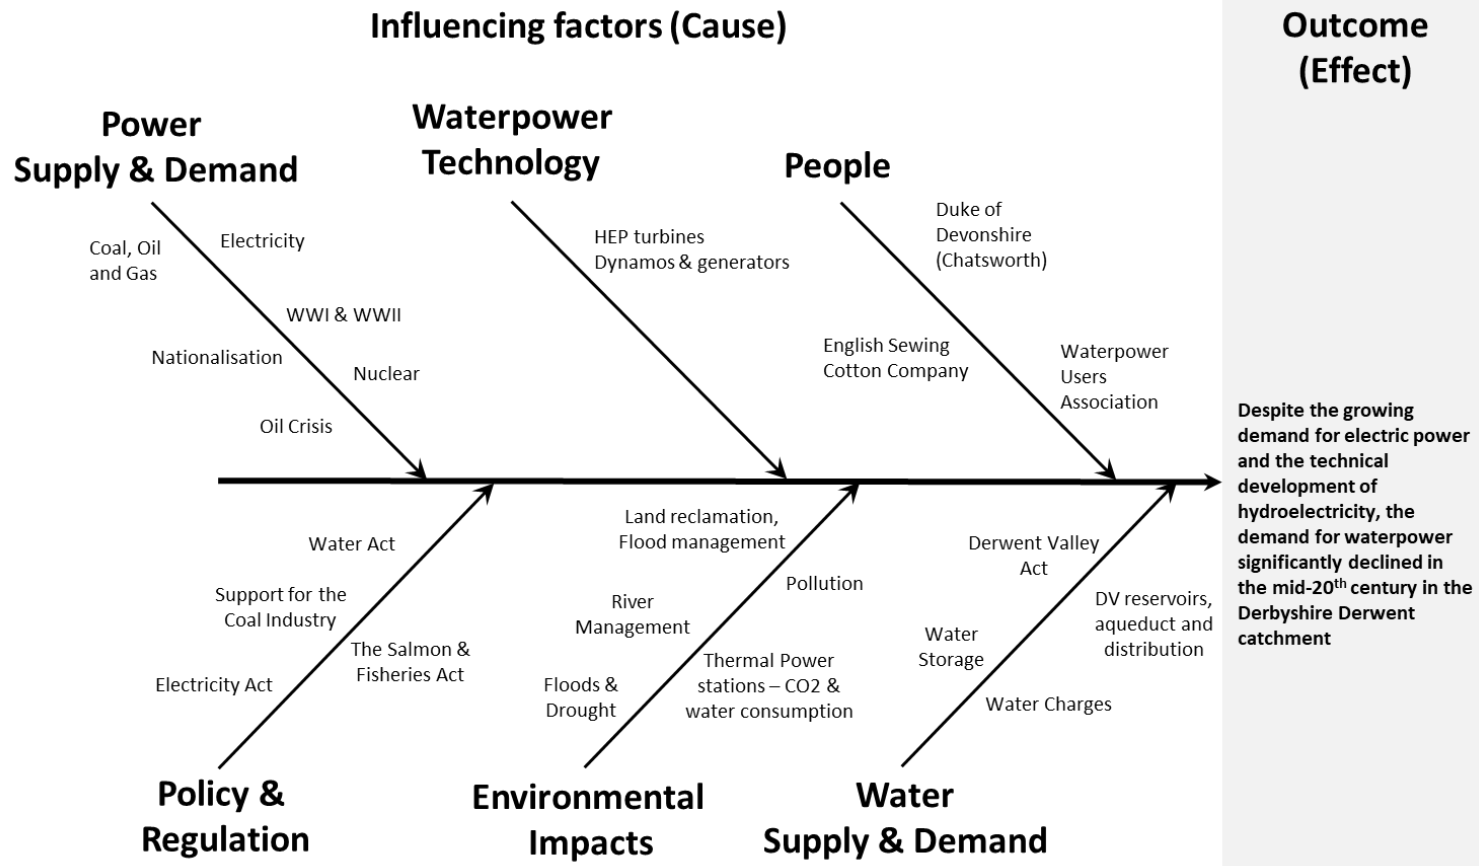 Influencing factors (Cause)
Outcome
(Effect)
Power
Supply & Demand
Coal, Oil
and Gas
Electricity
WWI & WWII
Nationalisation
Nuclear
Oil Crisis
Waterpower
Technology
HEP turbines
Dynamos & generators
People
Duke of
Devonshire
(Chatsworth)
English Sewing
Cotton Company
Waterpower
Users
Association
Water Act
Support for the
Coal Industry
The Salmon &
Fisheries Act
Electricity Act
Policy &
Regulation
Land reclamation,
Flood management
Pollution
River
Management
Thermal Power
stations – CO2 &
water consumption
Floods &
Drought
Environmental
Impacts
Derwent Valley
Act
DV reservoirs,
aqueduct and
distribution
Water
Storage
Water Charges
Water
Supply & Demand
Despite the growing
demand for electric power
and the technical
development of
hydroelectricity, the
demand for waterpower
significantly declined in
the mid-20th century in the
Derbyshire Derwent
catchment